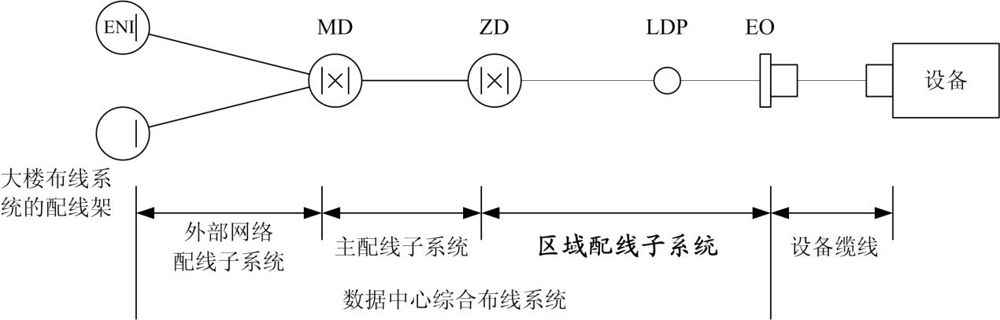 ENI
MD
ZD
LDP
EO
设备
大楼布线系
统的配线架
外部网络
配线子系统
主配线子系统
区域配线子系统
设备缆线
数据中心综合布线系统